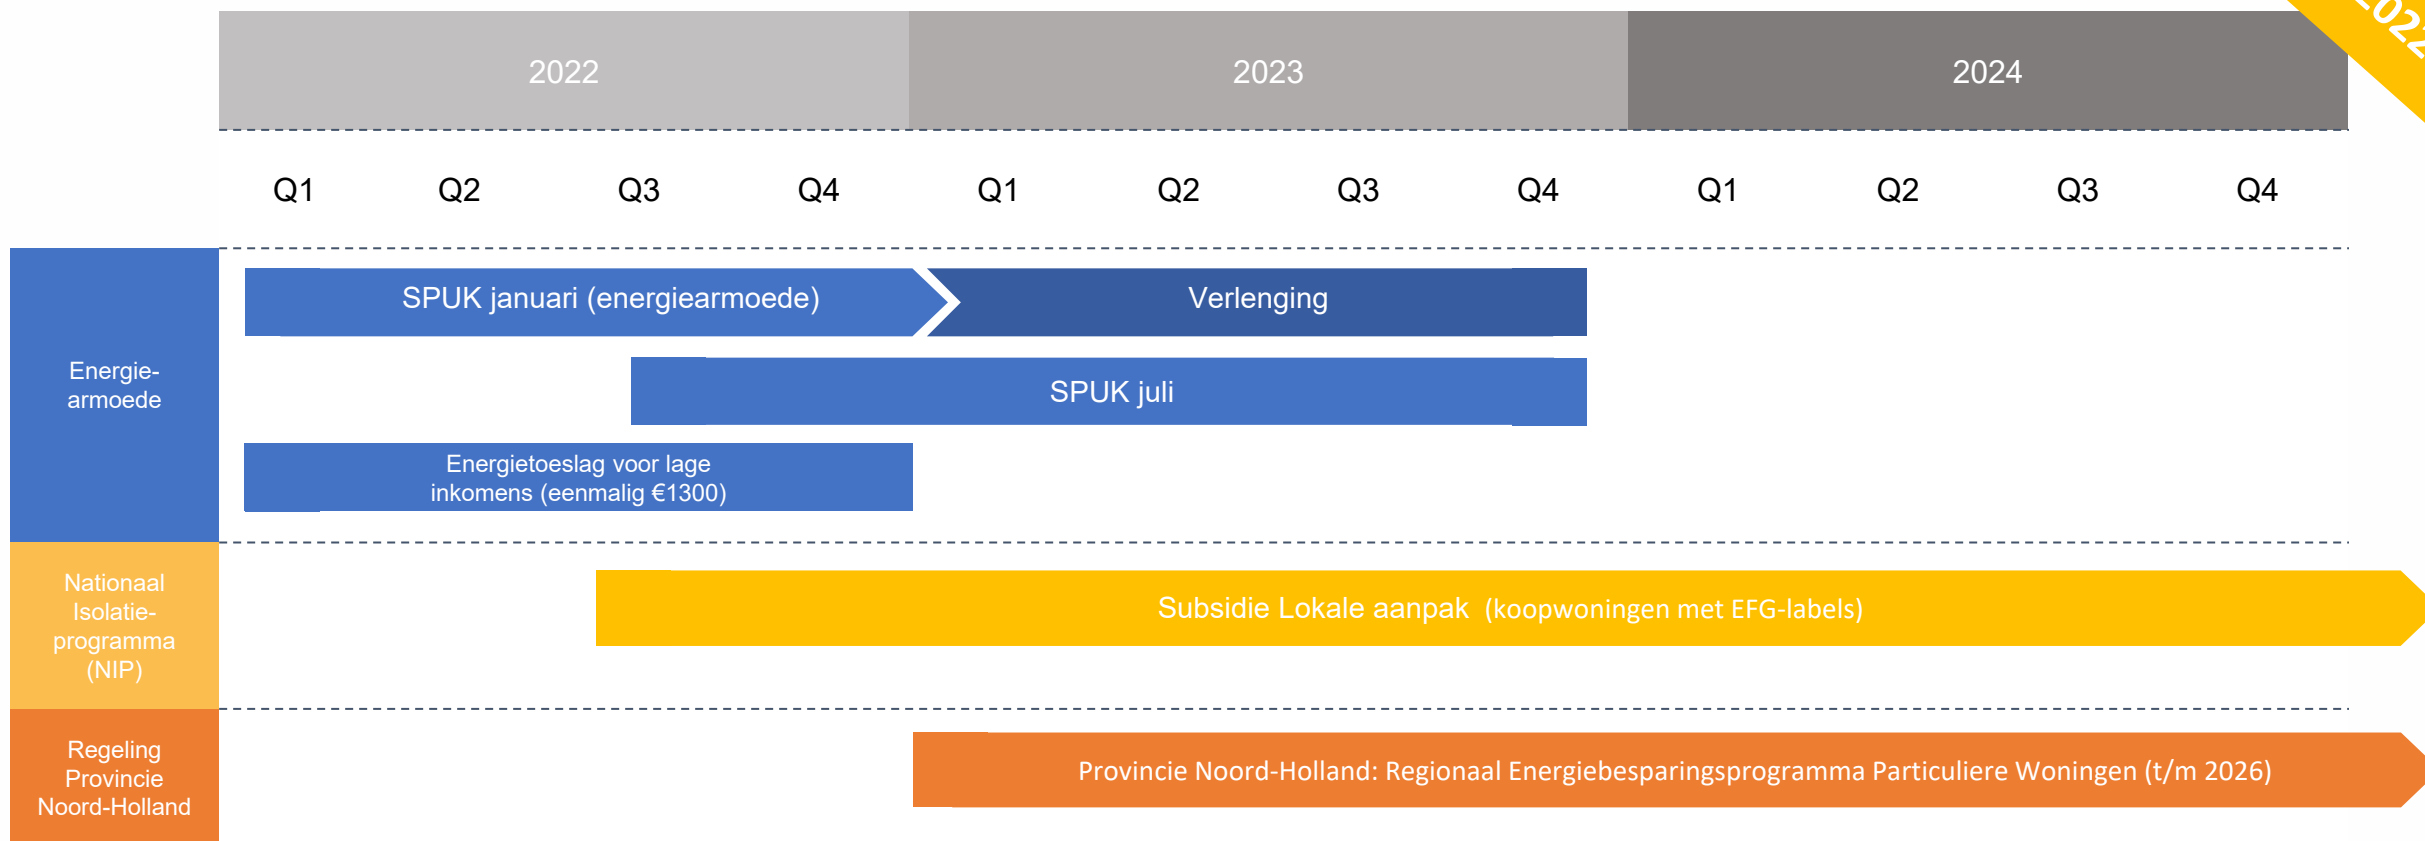 2022
2023
2024
2022
Q1 Q2 Q3 Q4 Q1 Q2 Q3 Q4 Q1 Q2 Q3 Q4
Energie-
armoede
SPUK januari (energiearmoede)
Verlenging
SPUK juli
Energietoeslag voor lage
inkomens (eenmalig €1300)
Nationaal
Isolatie-
programma
(NIP)
Subsidie Lokale aanpak (koopwoningen met EFG-labels)
Regeling
Provincie
Noord-Holland
Provincie Noord-Holland: Regionaal Energiebesparingsprogramma Particuliere Woningen (t/m 2026)